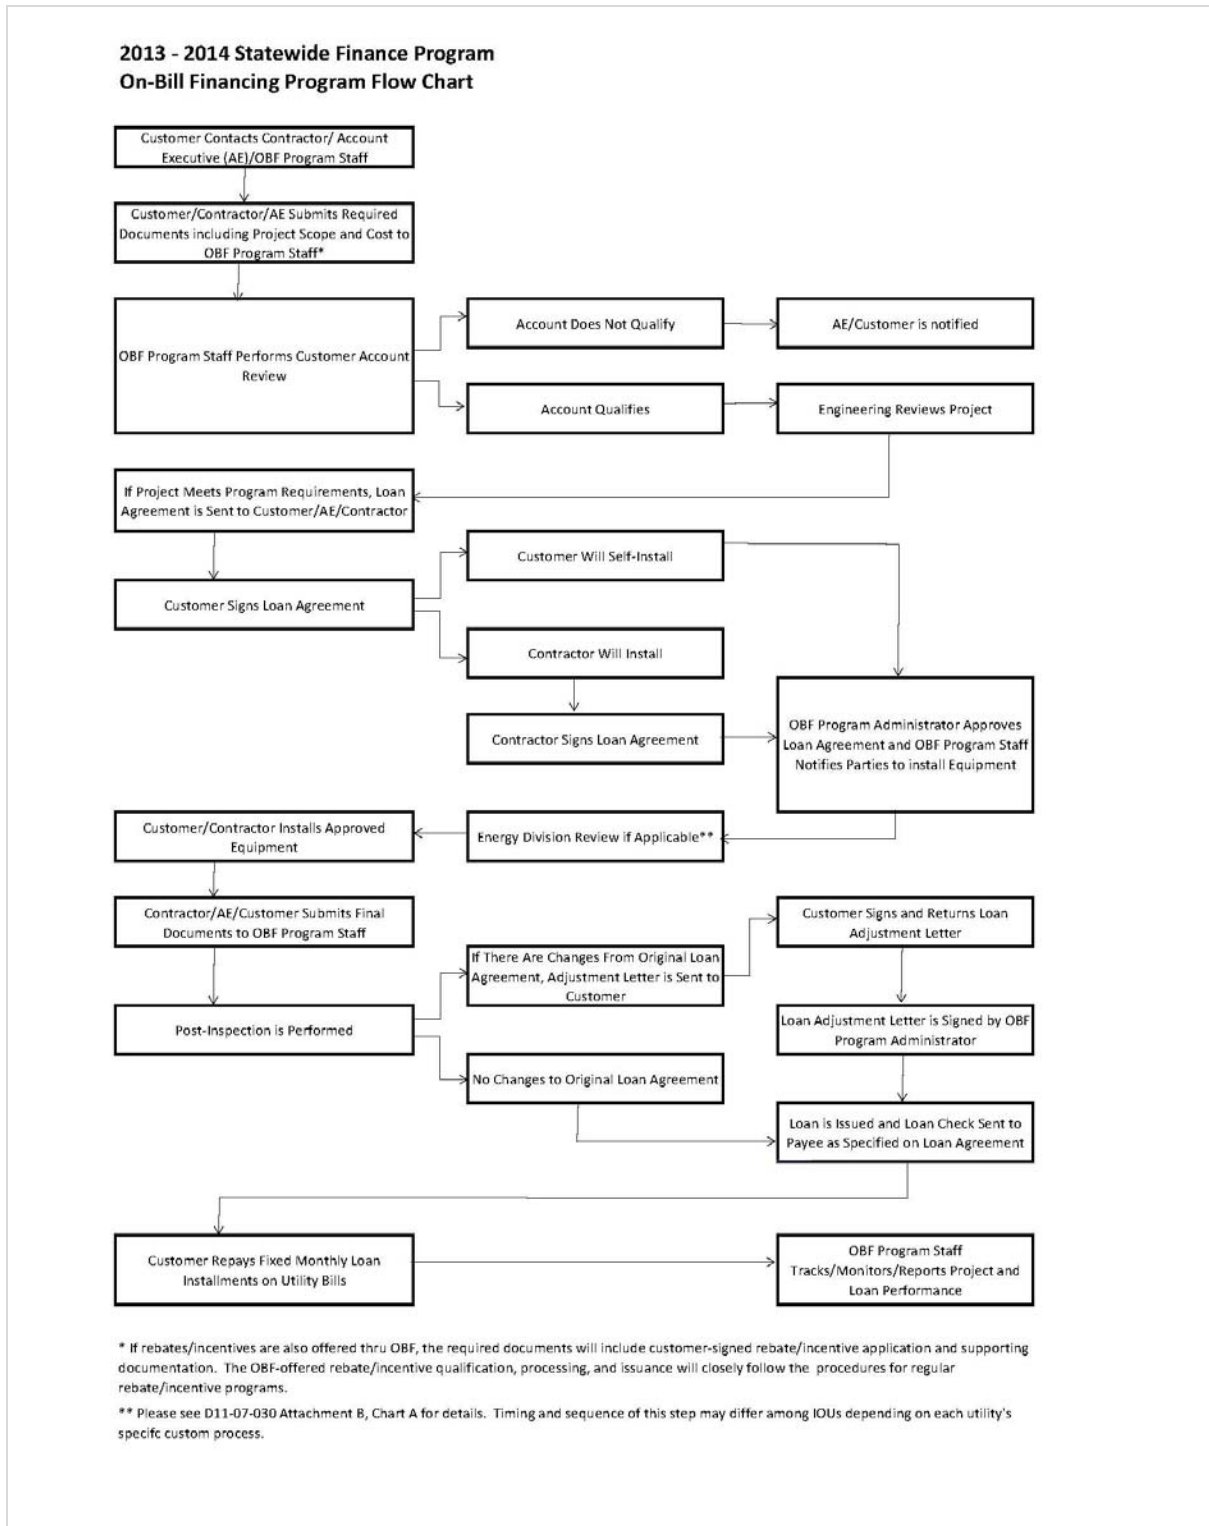 2013 - 2014 Statewide Finance Program
On-Bill Financing Program Flow Chart
Customer Contacts Contractor/ Account
Executive (AE)/OBF Program Staff
Customer/Contractor/AE Submits Required
Documents including Project Scope and Cost to
OBF Program Staff*
OBF Program Staff Performs Customer Account
Review
Account Does Not Qualify
AE/Customer is notified
Account Qualifies
Engineering Reviews Project
If Project Meets Program Requirements, Loan
Agreement is Sent to Customer/AE/Contractor
Customer Signs Loan Agreement
Customer Will Self-Install
Contractor Will Install
Contractor Signs Loan Agreement
OBF Program Administrator Approves
Loan Agreement and OBF Program Staff
Notifies Parties to install Equipment
Energy Division Review if Applicable**
Customer/Contractor Installs Approved
Equipment
Contractor/AE/Customer Submits Final
Documents to OBF Program Staff
Post-Inspection is Performed
If There Are Changes From Original Loan
Agreement, Adjustment Letter is Sent to
Customer
Customer Signs and Returns Loan
Adjustment Letter
Loan Adjustment Letter is Signed by OBF
Program Administrator
No Changes to Original Loan Agreement
Loan is Issued and Loan Check Sent to
Payee as Specified on Loan Agreement
Customer Repays Fixed Monthly Loan
Installments on Utility Bills
OBF Program Staff
Tracks/Monitors/Reports Project and
Loan Performance
* If rebates/incentives are also offered thru OBF, the required documents will include customer-signed rebate/incentive application and supporting
documentation. The OBF-offered rebate/incentive qualification, processing, and issuance will closely follow the procedures for regular
rebate/incentive programs.
** Please see D11-07-030 Attachment B, Chart A for details. Timing and sequence of this step may differ among IOUs depending on each utility's
specifc custom process.